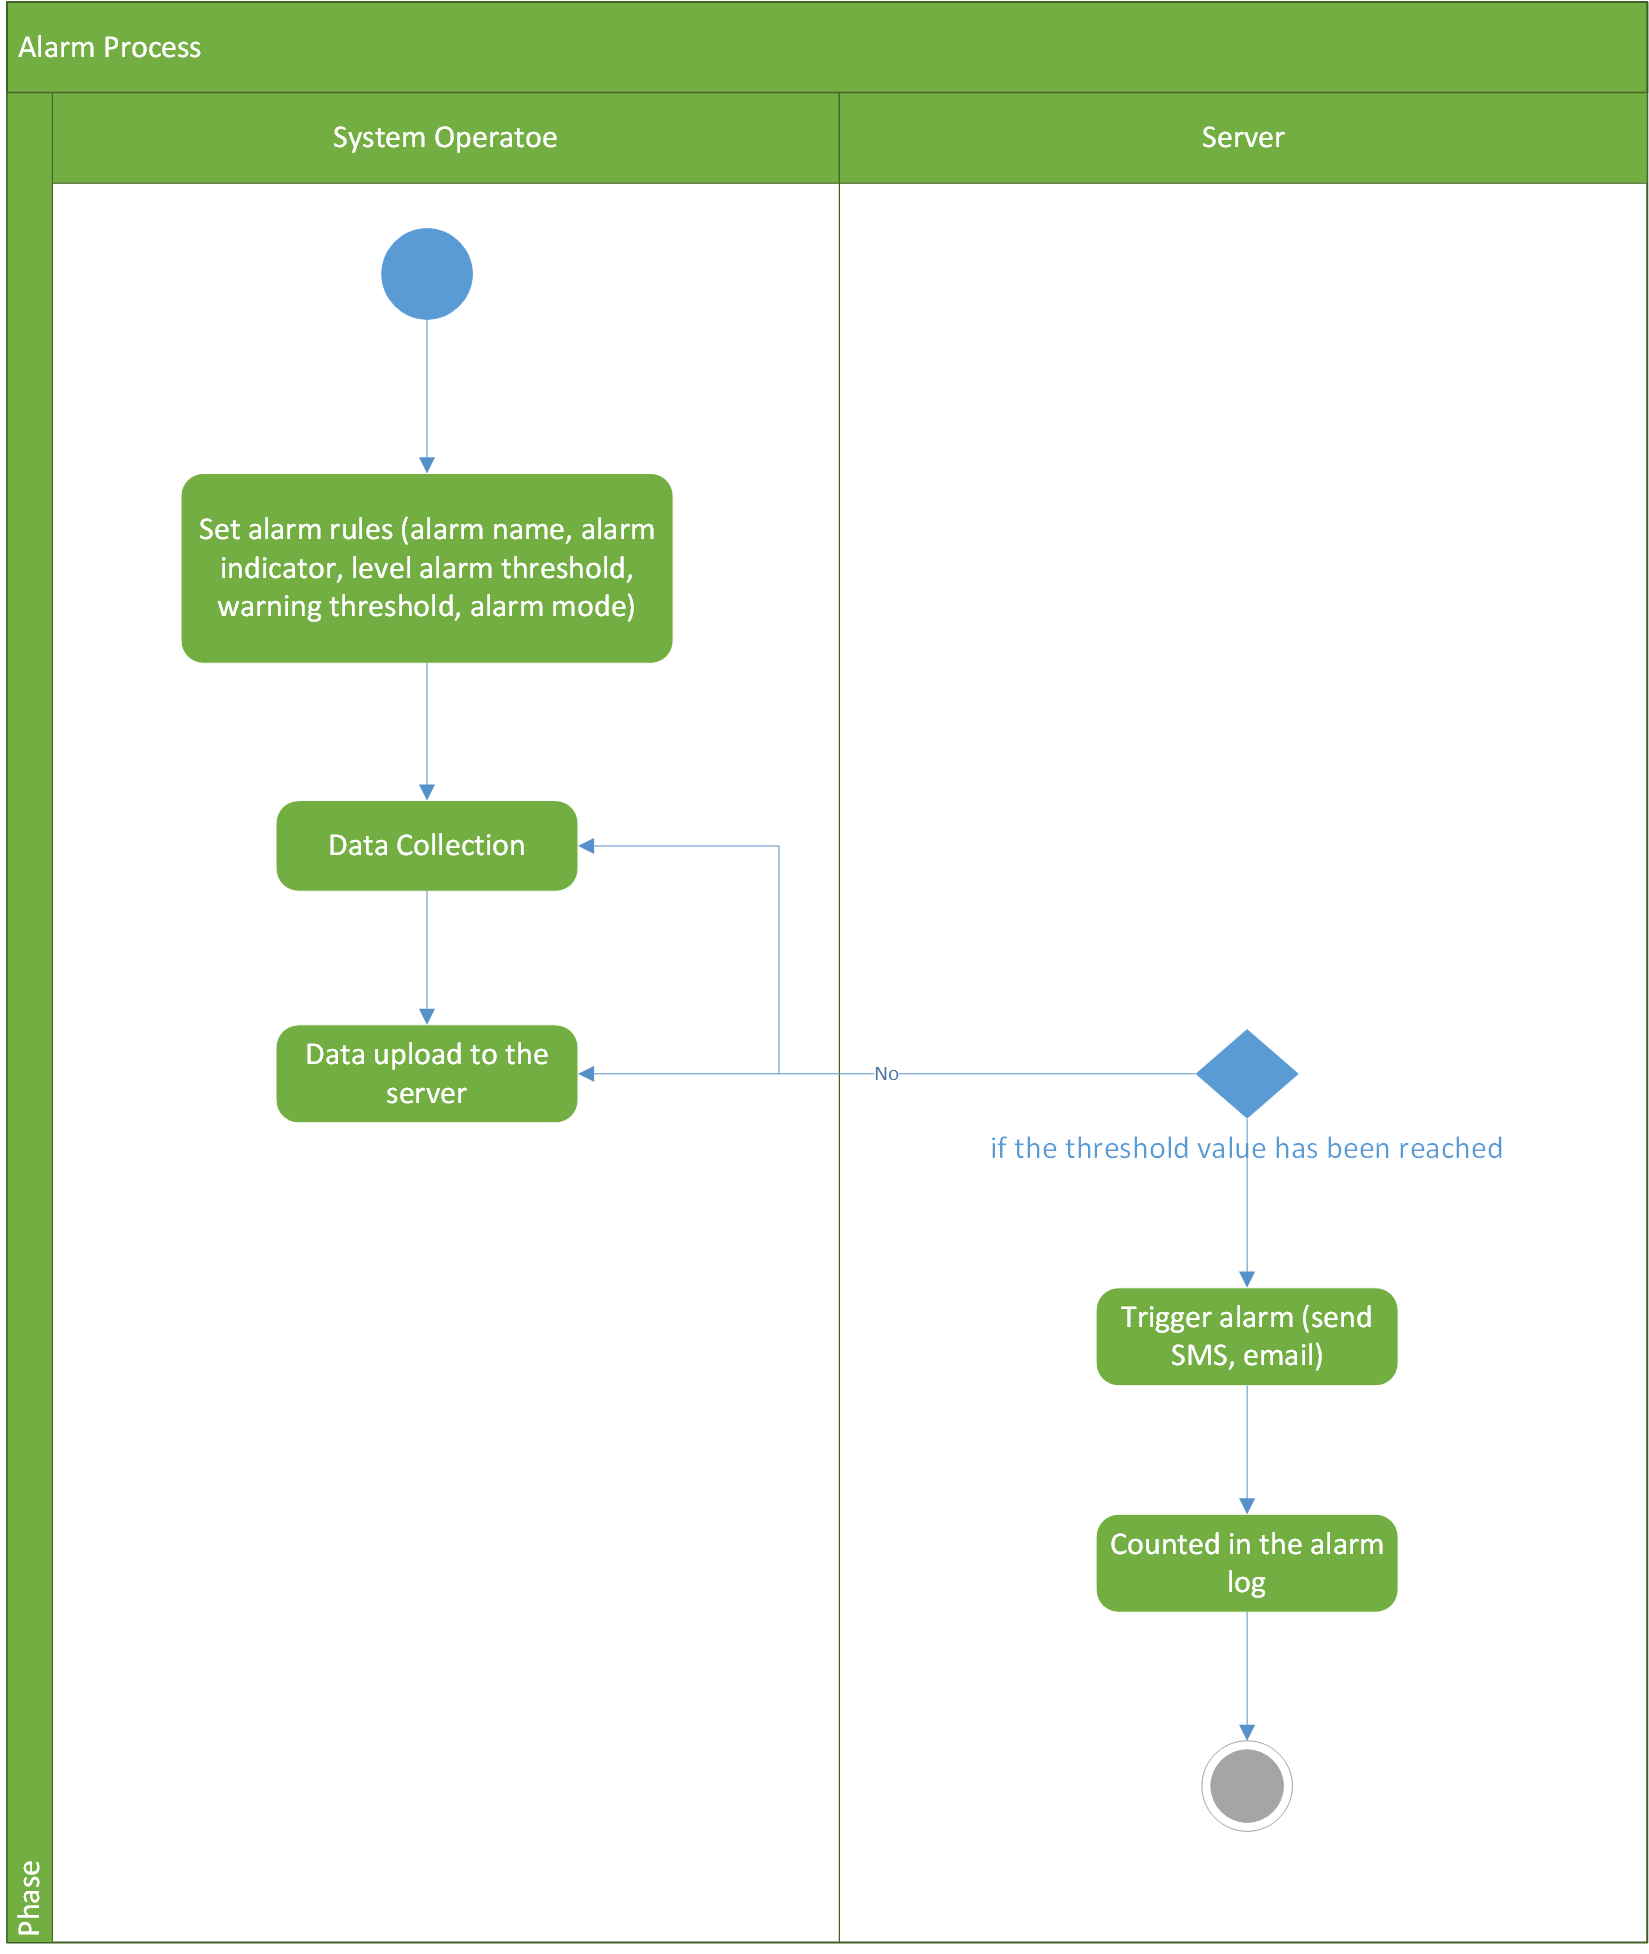 Alarm Process
System Operatoe
Server
Set alarm rules (alarm name, alarm
indicator, level alarm threshold,
warning threshold, alarm mode)
Data Collection
Data upload to the
server
No
if the threshold value has been reached
Trigger alarm (send
SMS, email)
Counted in the alarm
log
Phase